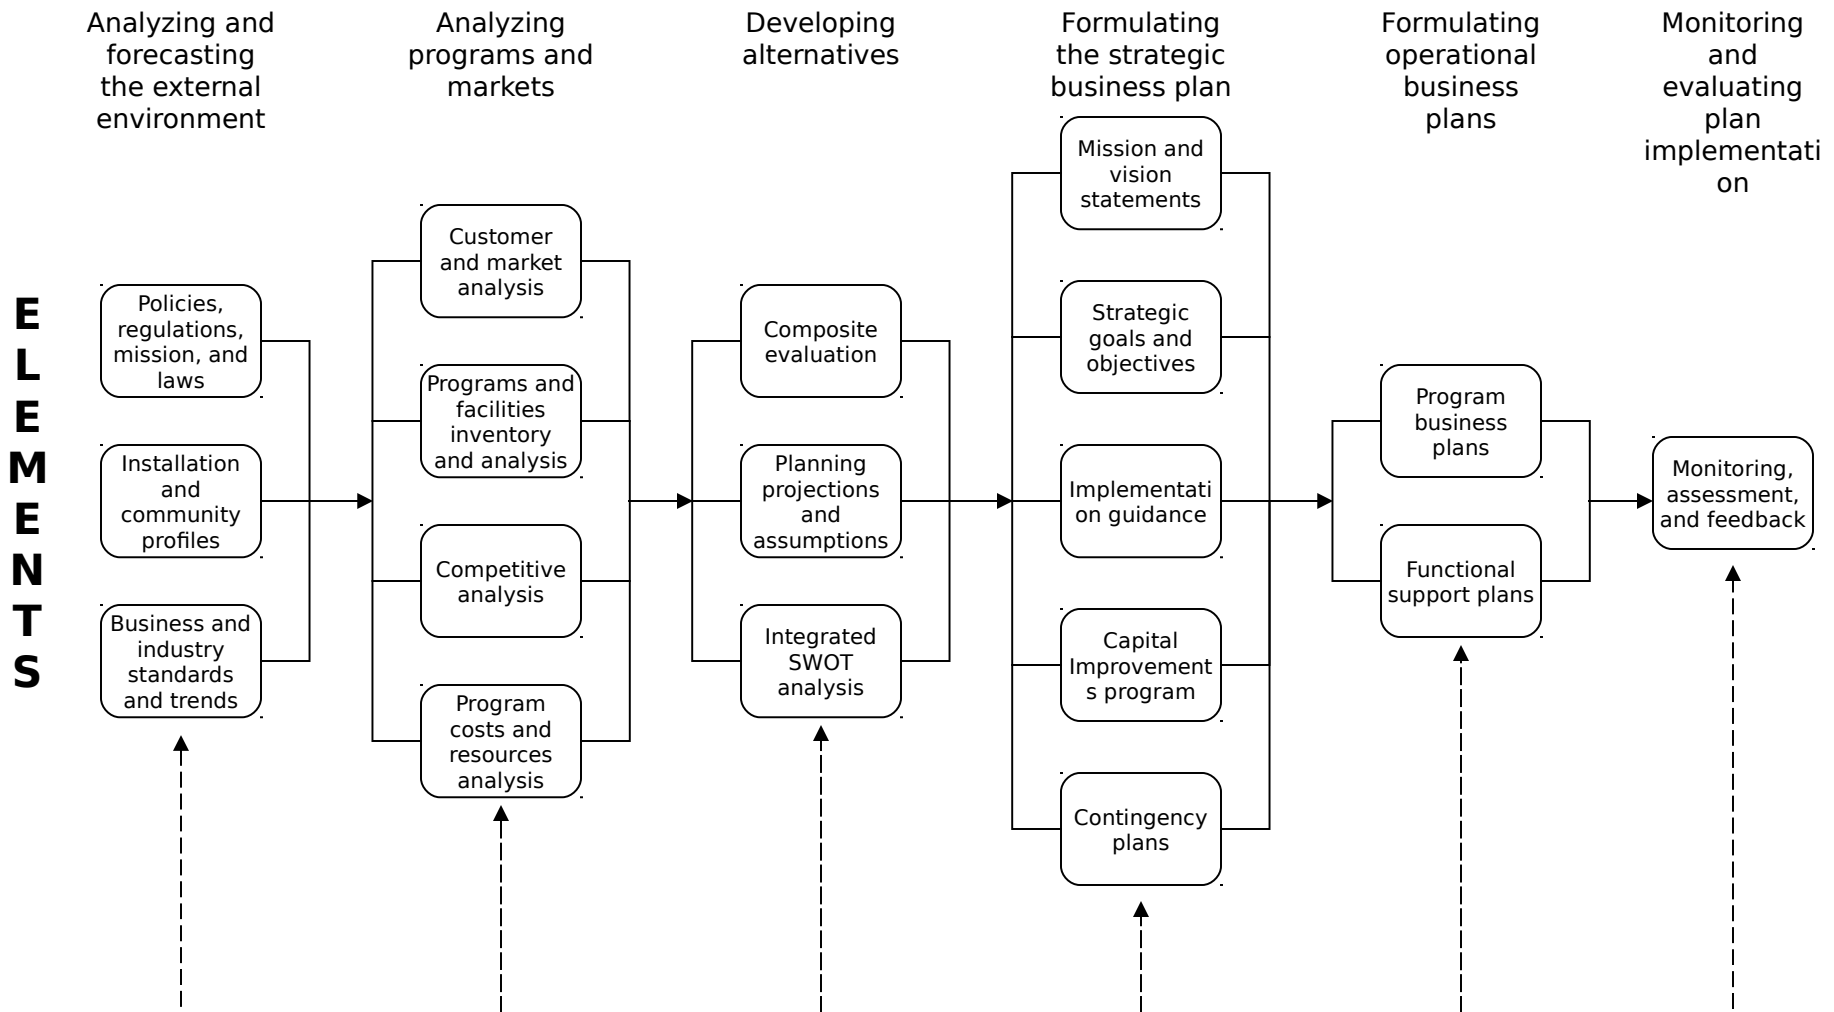 Analyzing and
forecasting
the external
environment
Analyzing
programs and
markets
Developing
alternatives
Formulating
the strategic
business plan
Formulating
operational
business
plans
Monitoring
and
evaluating
plan
implementati
on
E
L
E
M
E
N
T
S
Policies,
regulations,
mission, and
laws
Installation
and
community
profiles
Business and
industry
standards
and trends
Customer
and market
analysis
Programs and
facilities
inventory
and analysis
Competitive
analysis
Program
costs and
resources
analysis
Composite
evaluation
Planning
projections
and
assumptions
Integrated
SWOT
analysis
Mission and
vision
statements
Strategic
goals and
objectives
Implementati
on guidance
Capital
Improvement
s program
Contingency
plans
Program
business
plans
Functional
support plans
Monitoring,
assessment,
and feedback